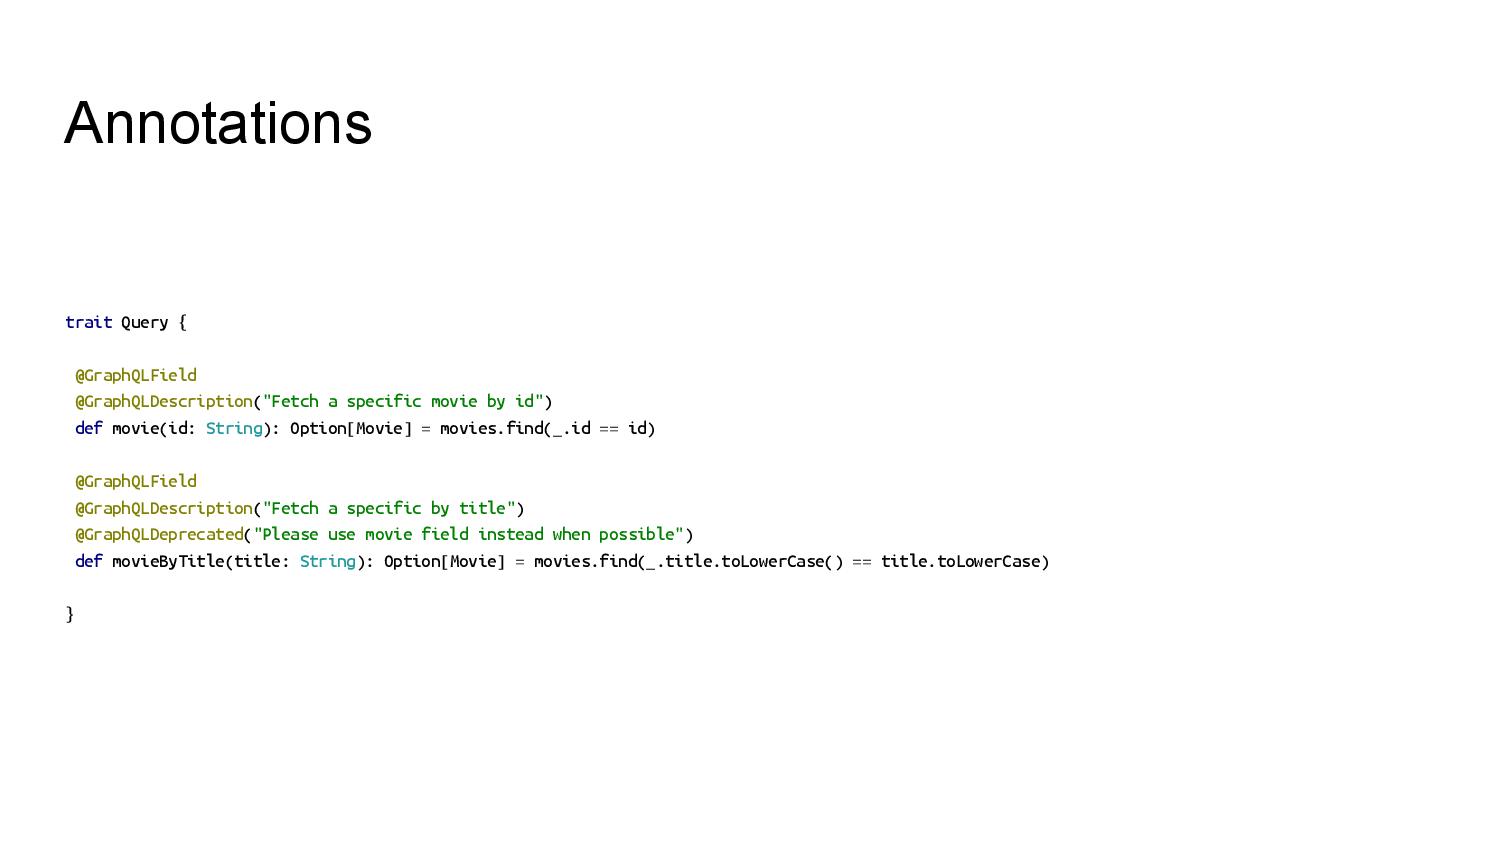 Annotations
trait Query {
@GraphQLField
@GraphQLDescription("Fetch a specific movie by id")
def movie(id: String): Option[Movie] = movies.find(_.id == id)
@GraphQLField
@GraphQLDescription("Fetch a specific by title")
@GraphQLDeprecated("Please use movie field instead when possible")
def movieByTitle(title: String): Option[Movie] = movies.find(_.title.toLowerCase() == title.toLowerCase)
}